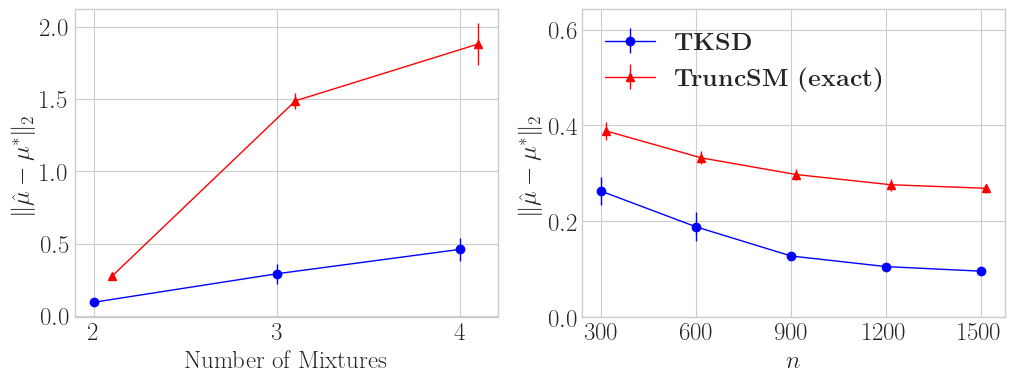 ‖μ̂ − μ*‖₂
2.0
1.5
1.0
0.5
0.0
2 3 4
Number of Mixtures
‖μ̂ − μ*‖₂
0.6
0.4
0.2
0.0
TKSD
TruncSM (exact)
300 600 900 1200 1500
n